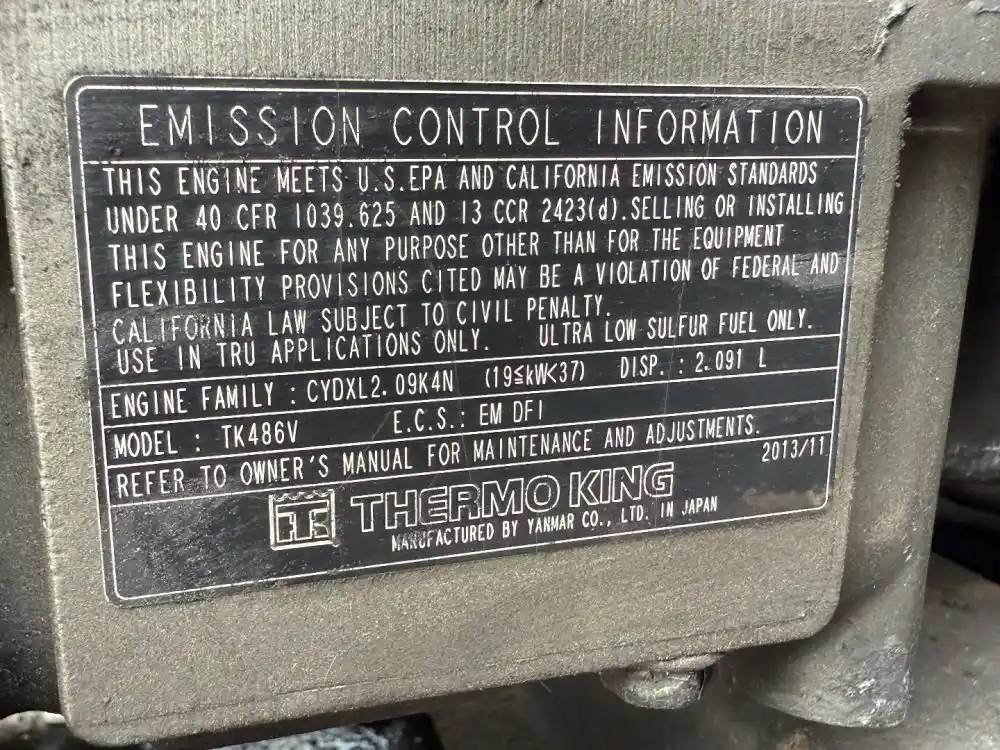 EMISSION CONTROL INFORMATION
THIS ENGINE MEETS U.S.EPA AND CALIFORNIA EMISSION STANDARDS
UNDER 40 CFR 1039.625 AND 13 CCR 2423(d).SELLING OR INSTALLING
THIS ENGINE FOR ANY PURPOSE OTHER THAN FOR THE EQUIPMENT
FLEXIBILITY PROVISIONS CITED MAY BE A VIOLATION OF FEDERAL AND
CALIFORNIA LAW SUBJECT TO CIVIL PENALTY.
USE IN TRU APPLICATIONS ONLY. ULTRA LOW SULFUR FUEL ONLY.
ENGINE FAMILY : CYDXL2.09K4N (19≦kW<37) DISP. : 2.091 L
MODEL : TK486V E.C.S.: EM DFI
REFER TO OWNER'S MANUAL FOR MAINTENANCE AND ADJUSTMENTS.
2013/11
TK THERMO KING
MANUFACTURED BY YANMAR CO., LTD. IN JAPAN